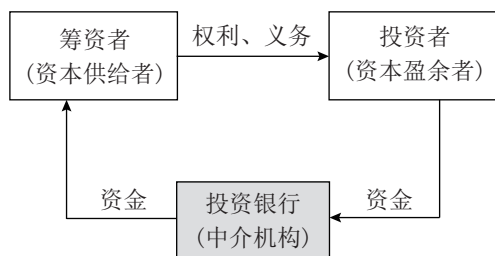 筹资者
(资本供给者)
权利、义务
投资者
(资本盈余者)
资金
投资银行
(中介机构)
资金